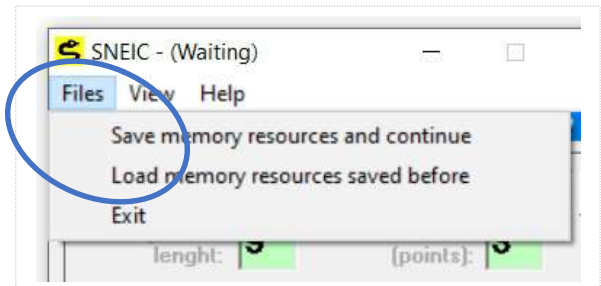 SNEIC - (Waiting)
Files View Help
Save memory resources and continue
Load memory resources saved before
Exit
lenght: (points):